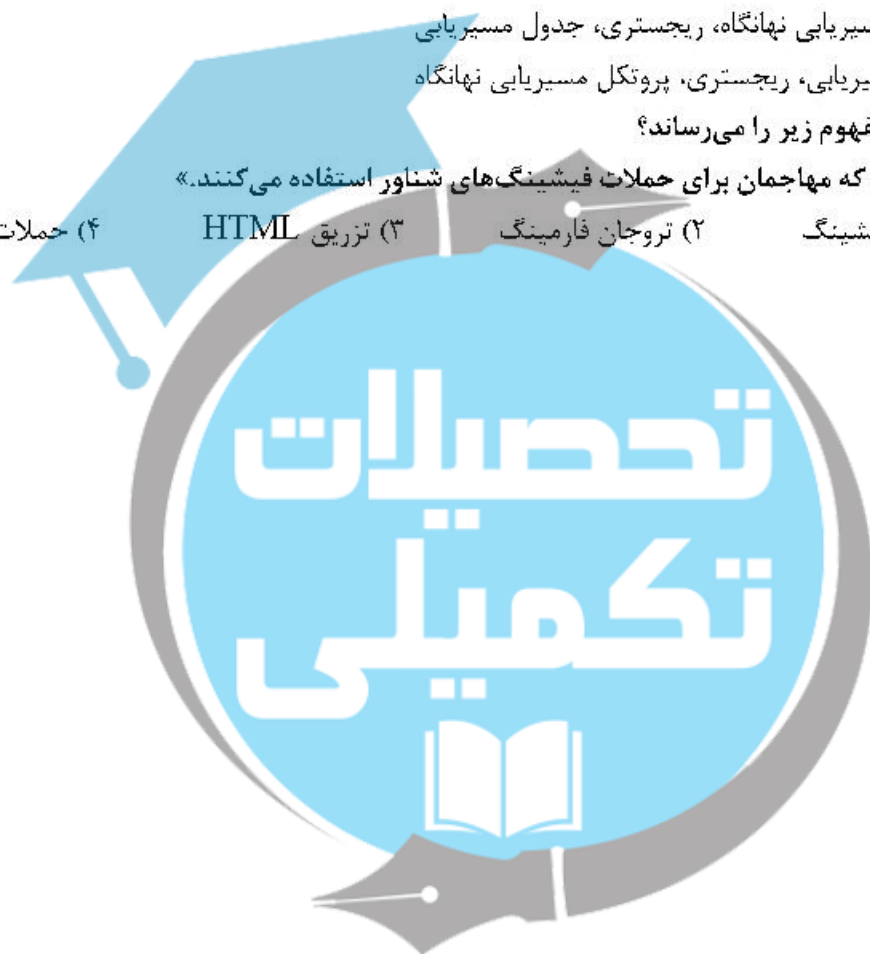 سیریابی نهانگاه، ریجستری، جدول مسیریابی
یریابی، ریجستری، پروتکل مسیریابی نهانگاه
فهوم زیر را می‌رساند؟
که مهاجمان برای حملات فیشینگ‌های شناور استفاده می‌کنند.»
یشینگ ۲) تروجان فارمینگ ۳) تزریق HTML ۴) حملات
تحصیلات
تکمیلی